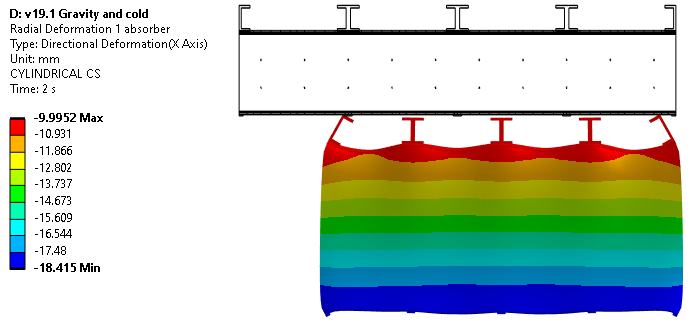 D: v19.1 Gravity and cold
Radial Deformation 1 absorber
Type: Directional Deformation(X Axis)
Unit: mm
CYLINDRICAL CS
Time: 2 s
-9.9952 Max
-10.931
-11.866
-12.802
-13.737
-14.673
-15.609
-16.544
-17.48
-18.415 Min